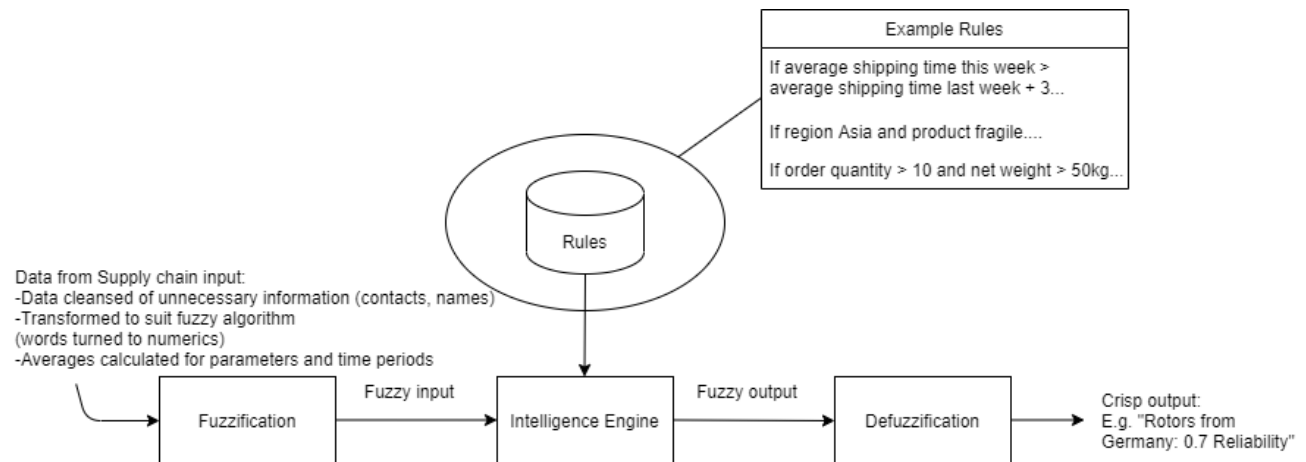 Example Rules
If average shipping time this week >
average shipping time last week + 3...
If region Asia and product fragile....
If order quantity > 10 and net weight > 50kg...
Rules
Data from Supply chain input:
-Data cleansed of unnecessary information (contacts, names)
-Transformed to suit fuzzy algorithm
(words turned to numerics)
-Averages calculated for parameters and time periods
Fuzzification
Fuzzy input
Intelligence Engine
Fuzzy output
Defuzzification
Crisp output:
E.g. "Rotors from
Germany: 0.7 Reliability"